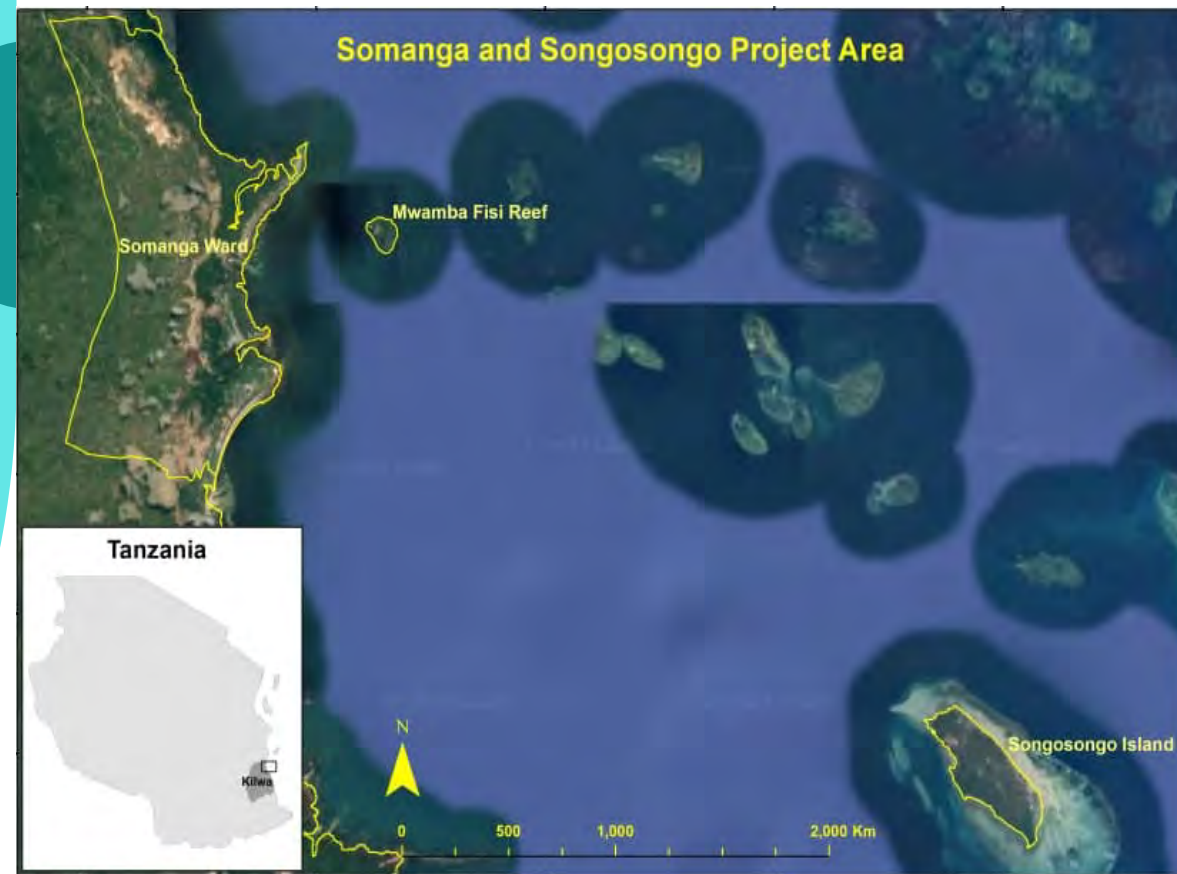 Somanga and Songosongo Project Area
Mwamba Fisi Reef
Somanga Ward
Tanzania
Kilwa
N
Songosongo Island
0 500 1,000 2,000 Km